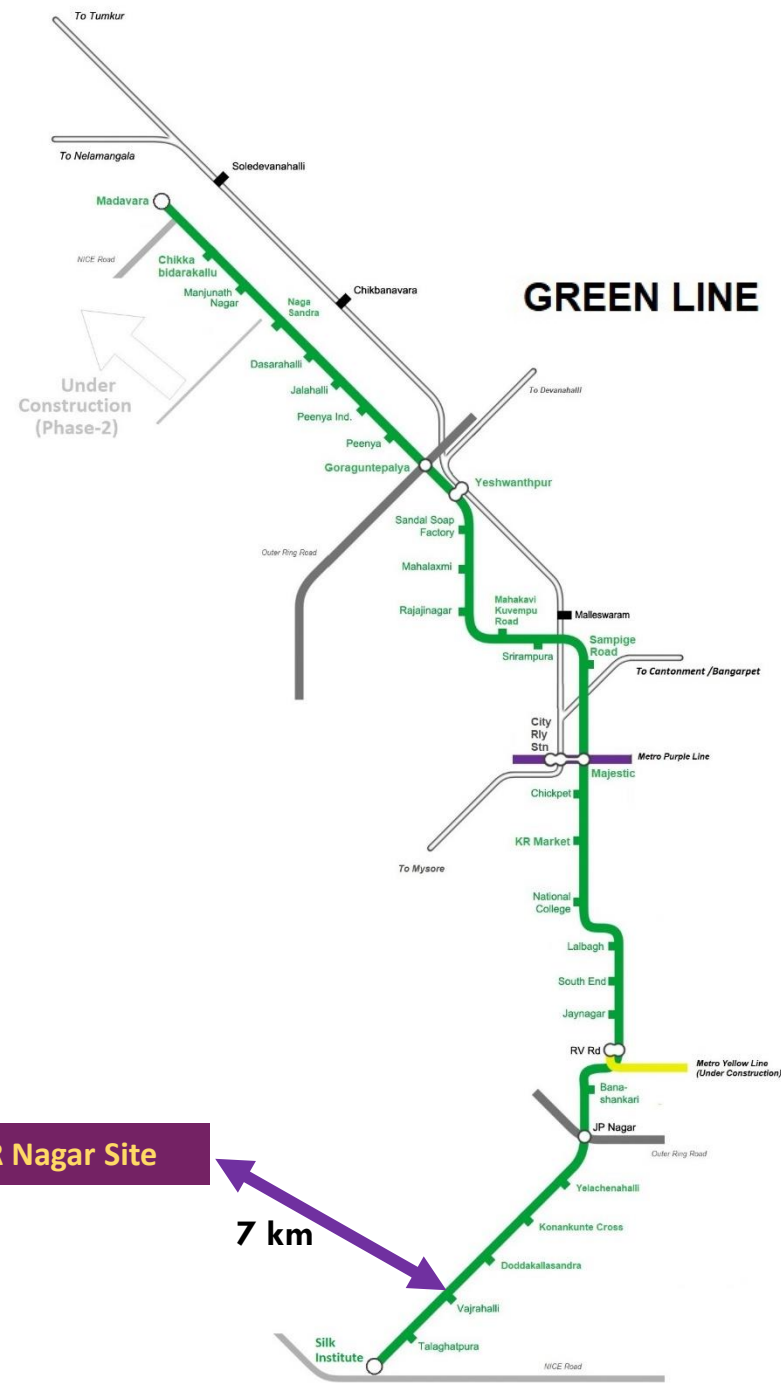 To Tumkur
To Nelamangala
Soledevanahalli
Madavara
NICE Road
Chikka
bidarakallu
Chikbanavara
Manjunath
Nagar
Naga
Sandra
GREEN LINE
Dasarahalli
Under
Construction
(Phase-2)
Jalahalli
To Devanahalli
Peenya Ind.
Peenya
Goraguntepalya
Yeshwanthpur
Sandal Soap
Factory
Outer Ring Road
Mahalaxmi
Mahakavi
Kuvempu
Road
Rajajinagar
Malleswaram
Srirampura
Sampige
Road
To Cantonment /Bangarpet
City
Rly
Stn
Metro Purple Line
Majestic
Chickpet
KR Market
To Mysore
National
College
Lalbagh
South End
Jaynagar
RV Rd
Metro Yellow Line
(Under Construction)
Bana-
shankari
JP Nagar
Outer Ring Road
R Nagar Site
Yelachenahalli
7 km
Konankunte Cross
Doddakallasandra
Vajrahalli
Talaghatpura
Silk
Institute
NICE Road